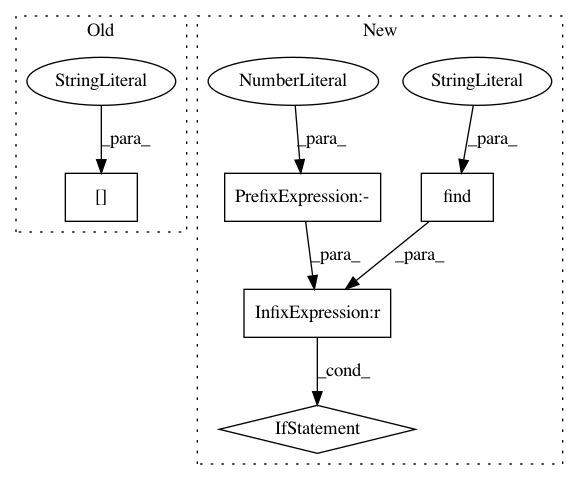 Old
New
StringLiteral
NumberLiteral
StringLiteral
_para_
_para_
_para_
[]
PrefixExpression:-
find
_para_
_para_
InfixExpression:r
_cond_
IfStatement